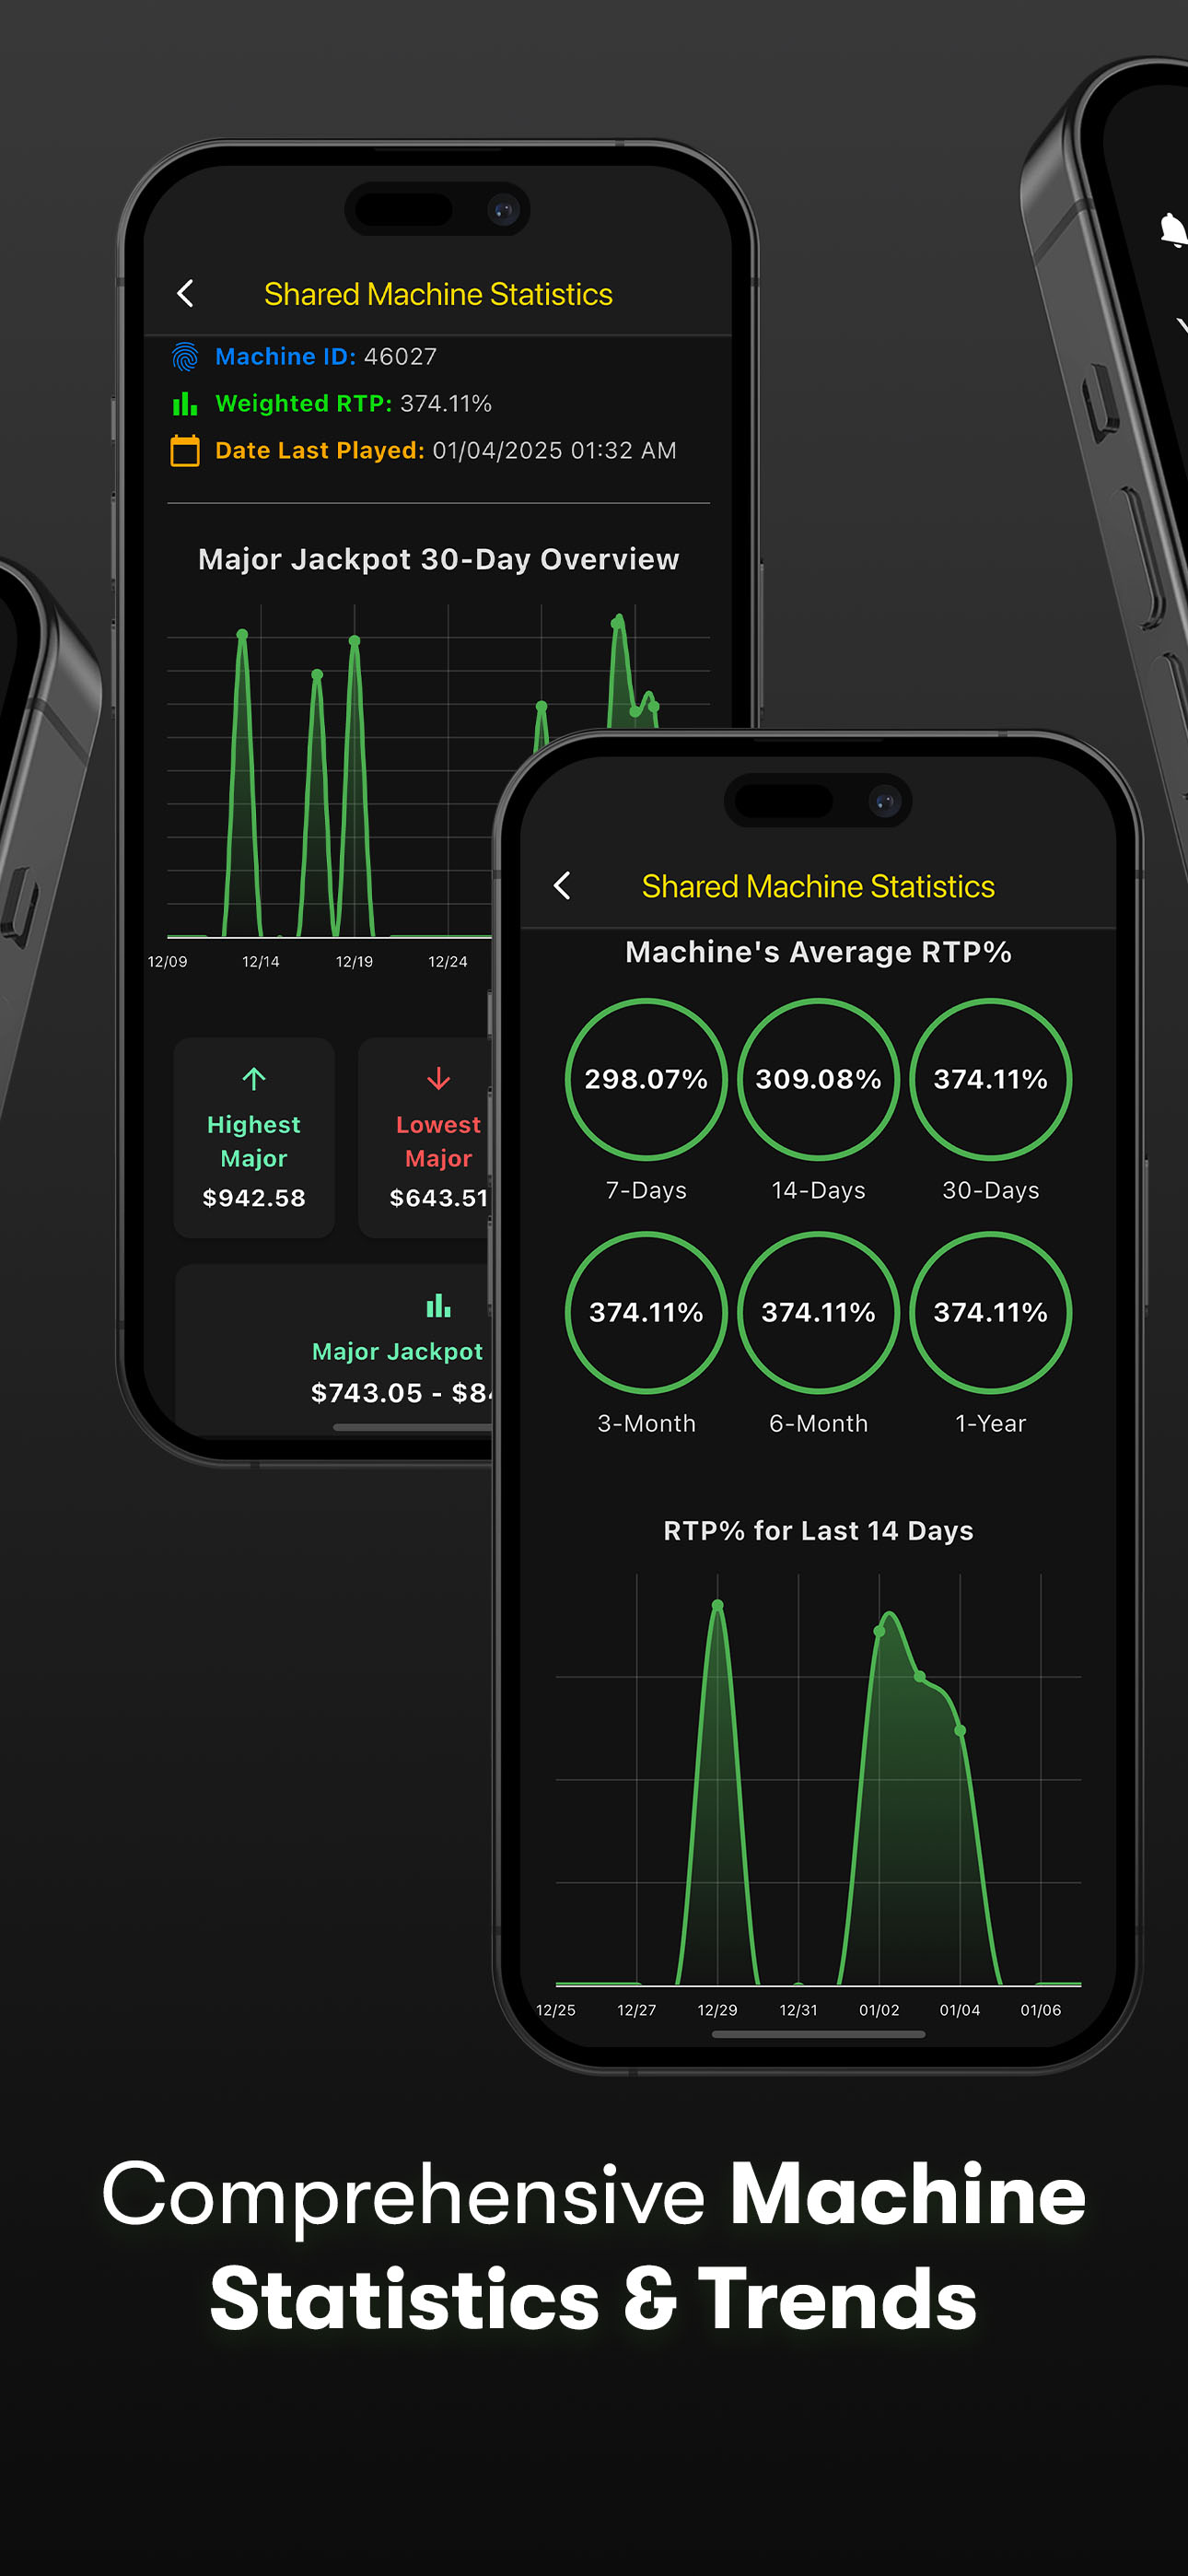 Shared Machine Statistics
Machine ID: 46027
Weighted RTP: 374.11%
Date Last Played: 01/04/2025 01:32 AM
Major Jackpot 30-Day Overview
12/09 12/14 12/19 12/24
Highest
Major
$942.58
Lowest
Major
$643.51
Major Jackpot
$743.05 - $8
Shared Machine Statistics
Machine's Average RTP%
298.07% 309.08% 374.11%
7-Days 14-Days 30-Days
374.11% 374.11% 374.11%
3-Month 6-Month 1-Year
RTP% for Last 14 Days
12/25 12/27 12/29 12/31 01/02 01/04 01/06
Comprehensive Machine
Statistics & Trends